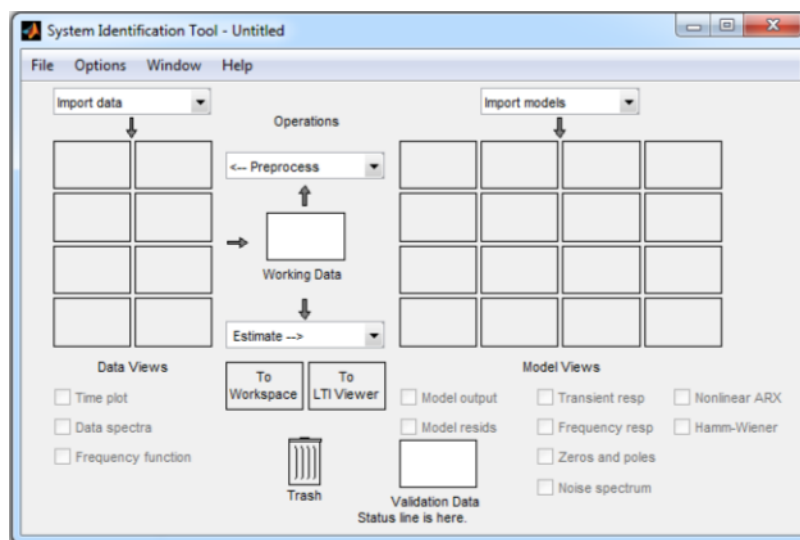 System Identification Tool - Untitled
File Options Window Help
Import data
Import models
Operations
<-- Preprocess
Working Data
Estimate -->
Data Views
To
Workspace
To
LTI Viewer
Model Views
Time plot
Data spectra
Frequency function
Model output
Model resids
Transient resp
Frequency resp
Zeros and poles
Noise spectrum
Nonlinear ARX
Hamm-Wiener
Trash
Validation Data
Status line is here.